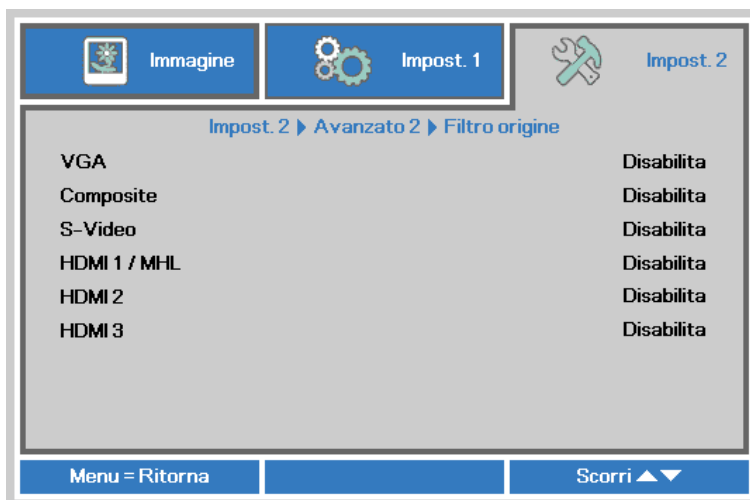 Immagine Impost. 1 Impost. 2
Impost. 2 Avanzato 2 Filtro origine
VGA Disabilita
Composite Disabilita
S-Video Disabilita
HDMI 1 / MHL Disabilita
HDMI 2 Disabilita
HDMI 3 Disabilita
Menu = Ritorna Scorri